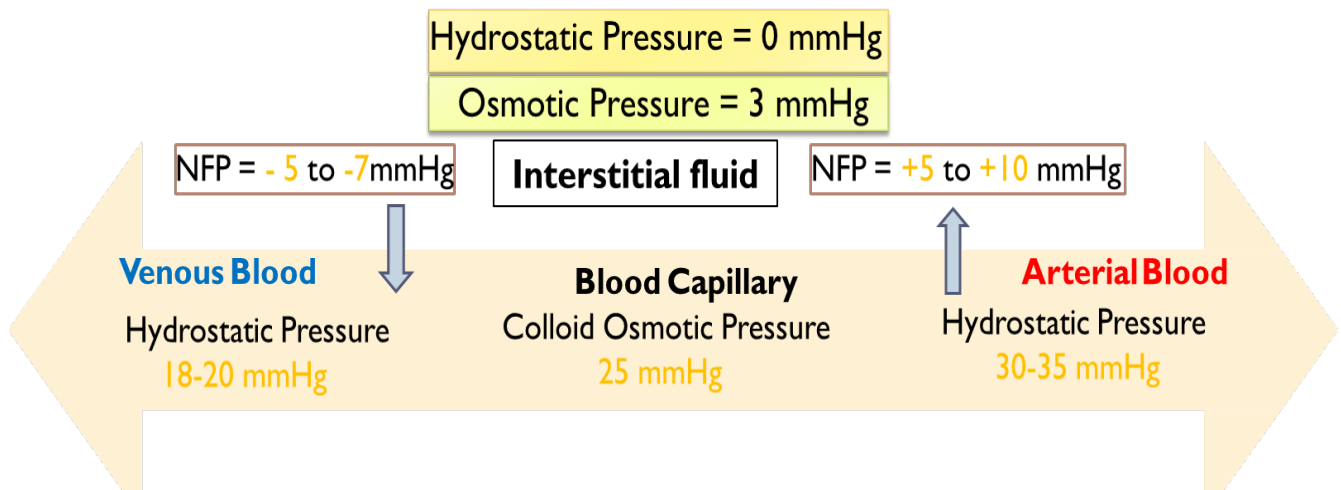 Hydrostatic Pressure = 0 mmHg
Osmotic Pressure = 3 mmHg
NFP = - 5 to -7mmHg
Interstitial fluid
NFP = +5 to +10 mmHg
Venous Blood
Hydrostatic Pressure
18-20 mmHg
Blood Capillary
Colloid Osmotic Pressure
25 mmHg
Arterial Blood
Hydrostatic Pressure
30-35 mmHg